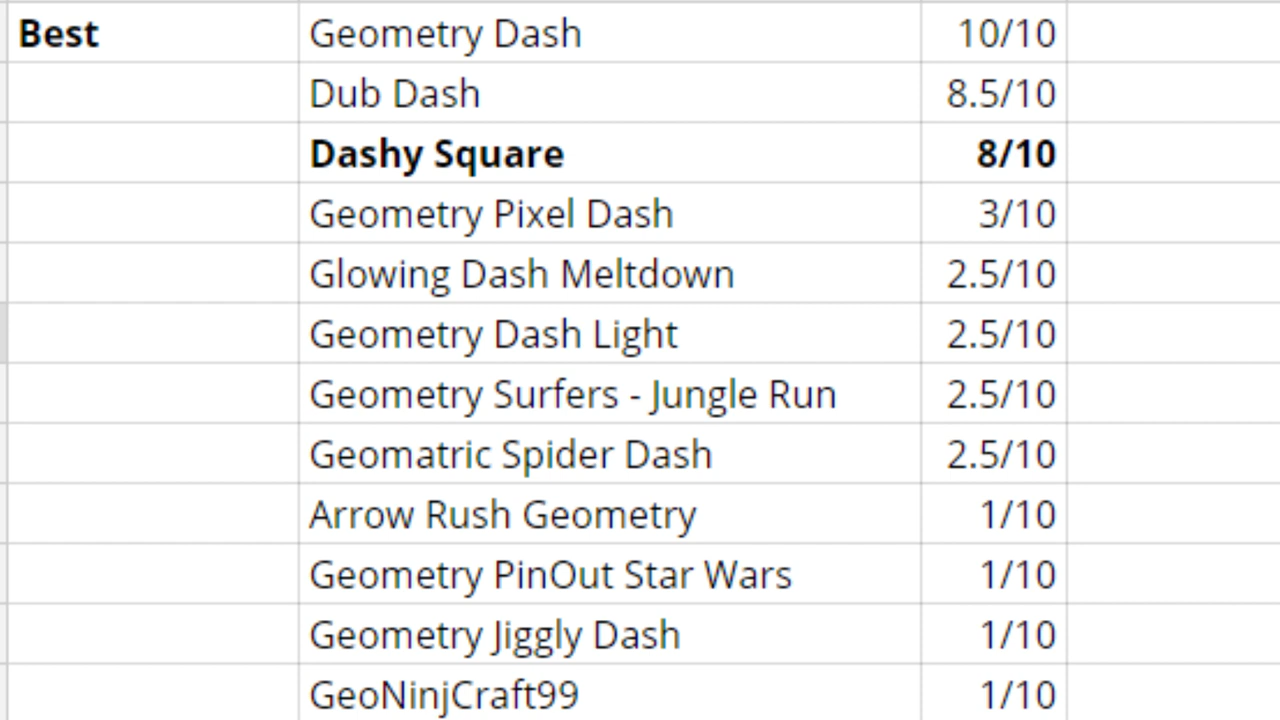 Best Geometry Dash 10/10
Dub Dash 8.5/10
Dashy Square 8/10
Geometry Pixel Dash 3/10
Glowing Dash Meltdown 2.5/10
Geometry Dash Light 2.5/10
Geometry Surfers - Jungle Run 2.5/10
Geomatric Spider Dash 2.5/10
Arrow Rush Geometry 1/10
Geometry PinOut Star Wars 1/10
Geometry Jiggly Dash 1/10
GeoNinjCraft99 1/10